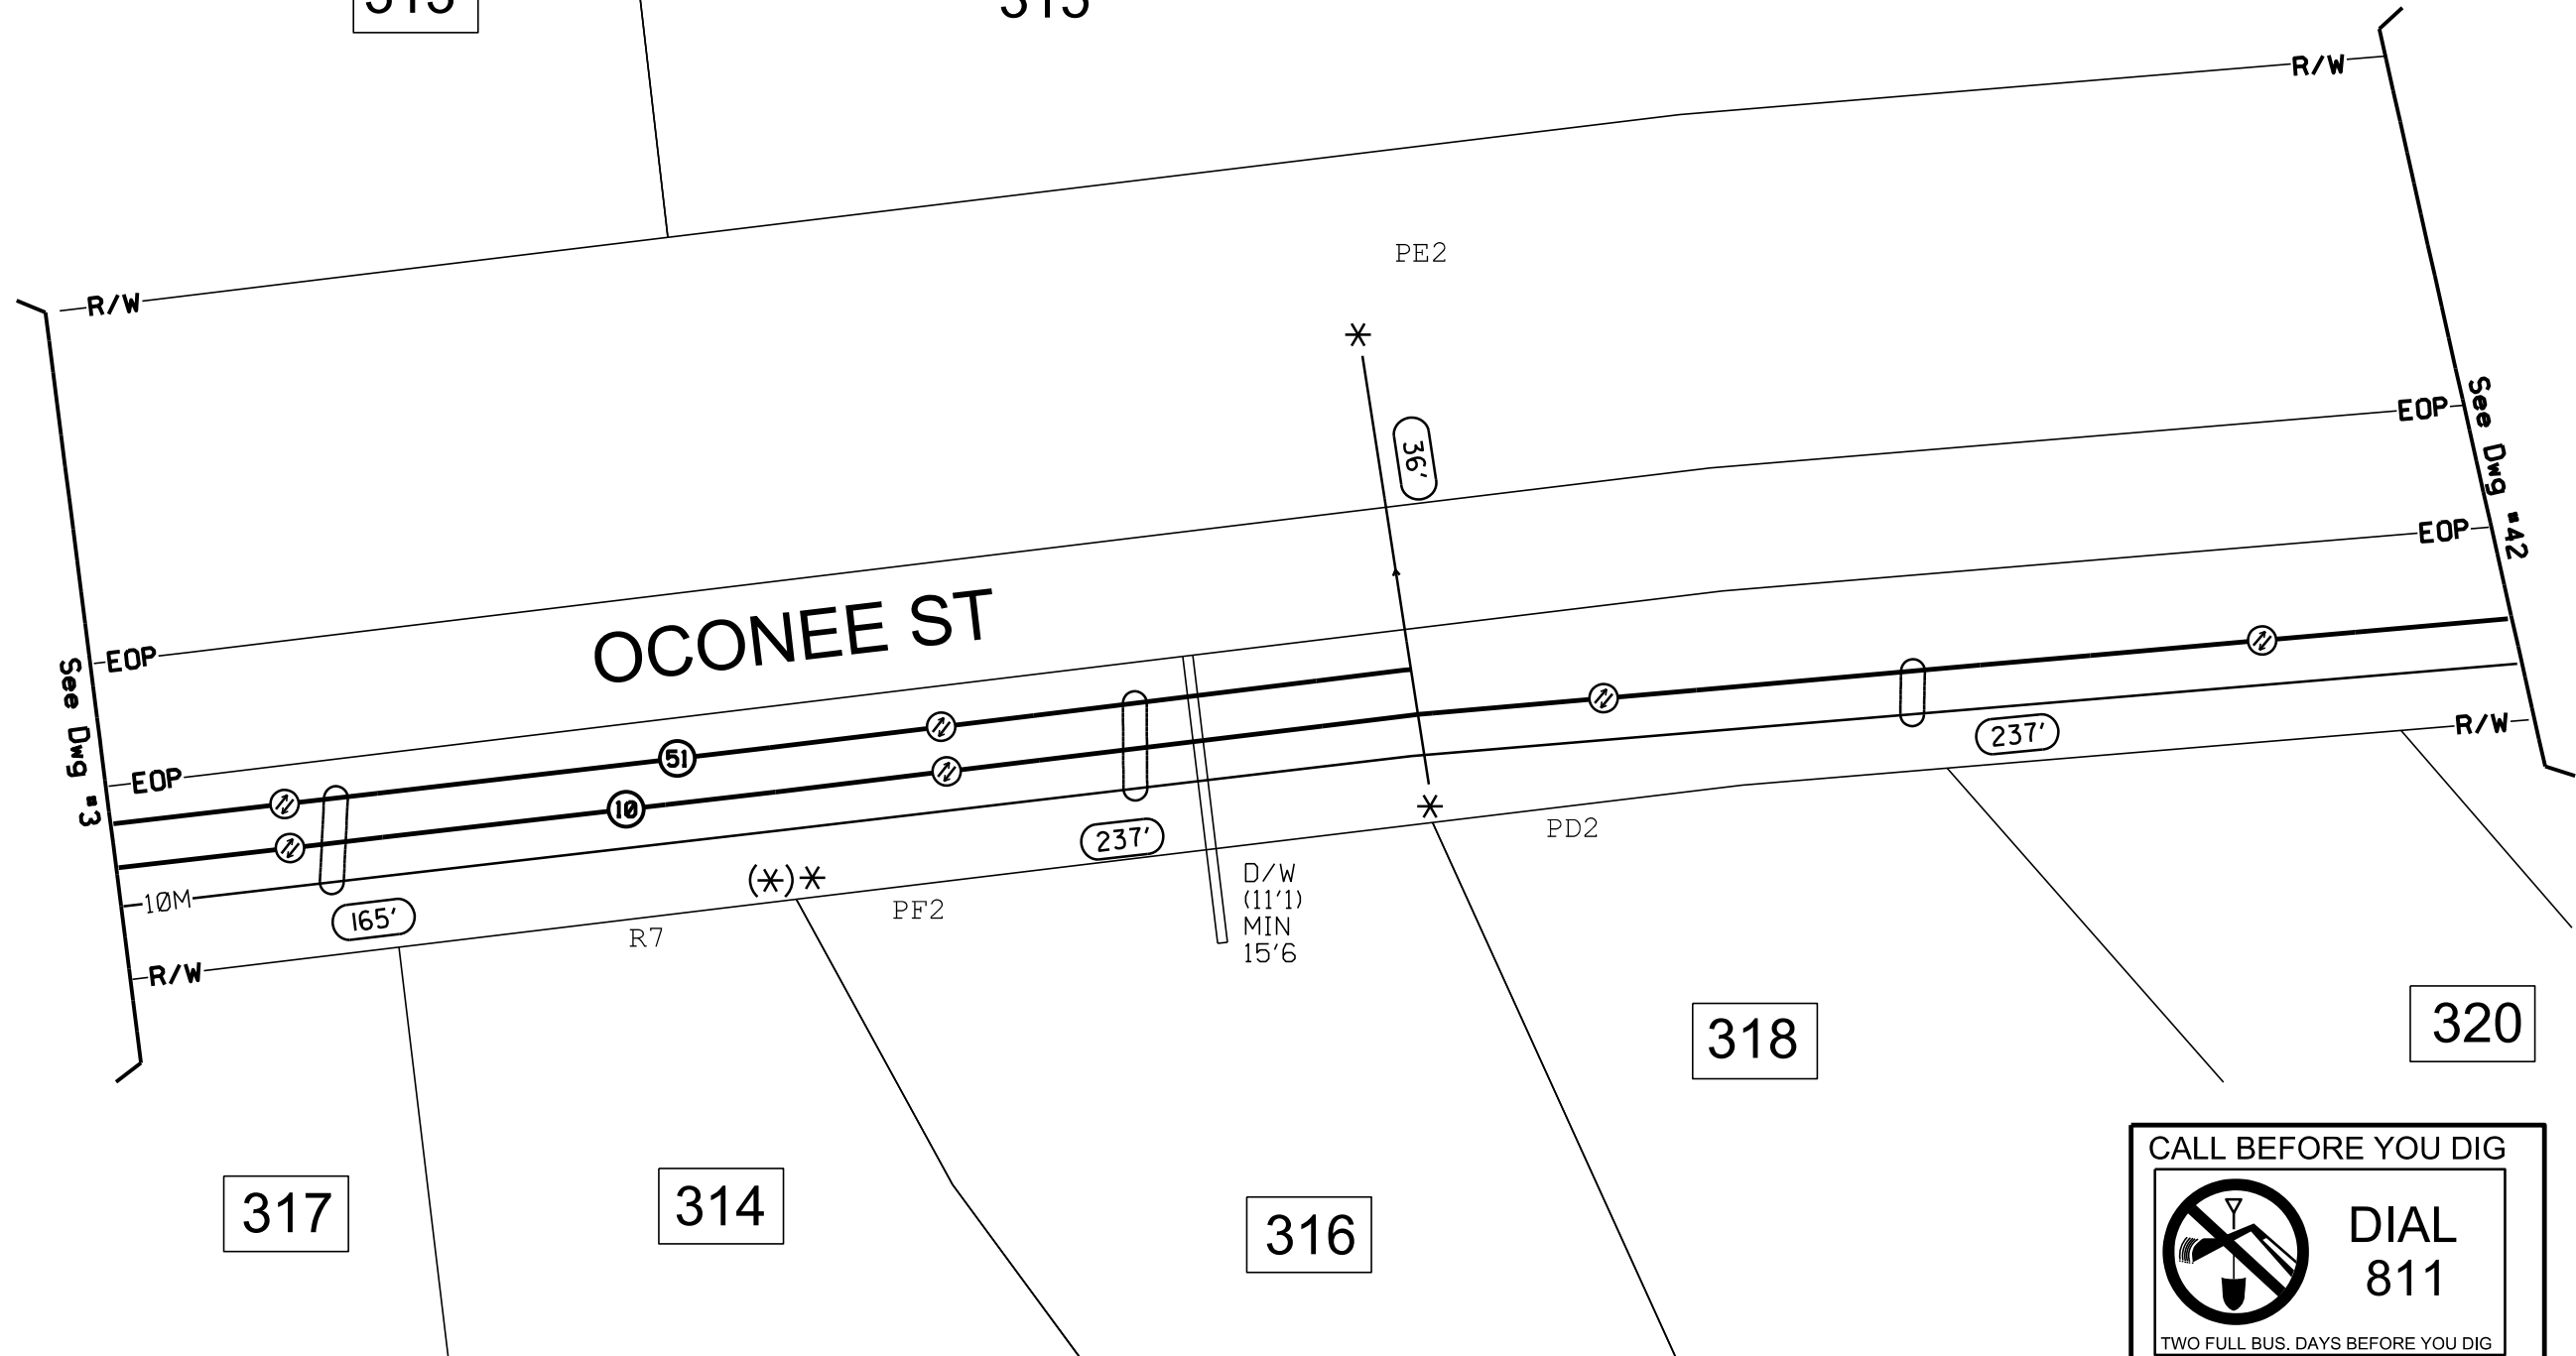 R/W
PE2
*
R/W
36'
EOP
See Dwg #42
EOP
OCONEE ST
EOP
See Dwg #3
51
EOP
10
237'
R/W
237'
*
PD2
10M
(*)*
D/W
(11'1)
MIN
15'6
165'
PF2
R7
R/W
318
320
317
314
316
CALL BEFORE YOU DIG
DIAL
811
TWO FULL BUS. DAYS BEFORE YOU DIG